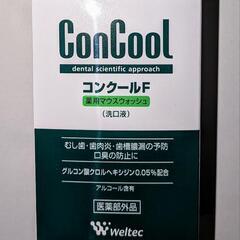 ConCool
dental scientific approach
コンクールF
薬用マウスウォッシュ
(洗口液)
むし歯・歯肉炎・歯槽膿漏の予防
口臭の防止に
グルコン酸クロルヘキシジン0.05%配合
アルコール含有
医薬部外品
weltec